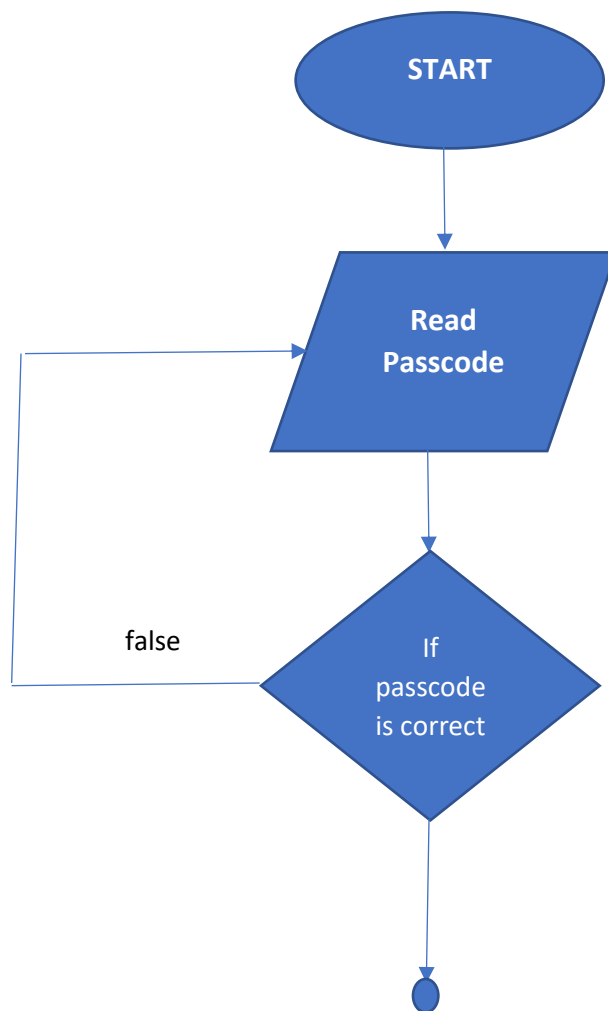 START
Read
Passcode
false
If
passcode
is correct